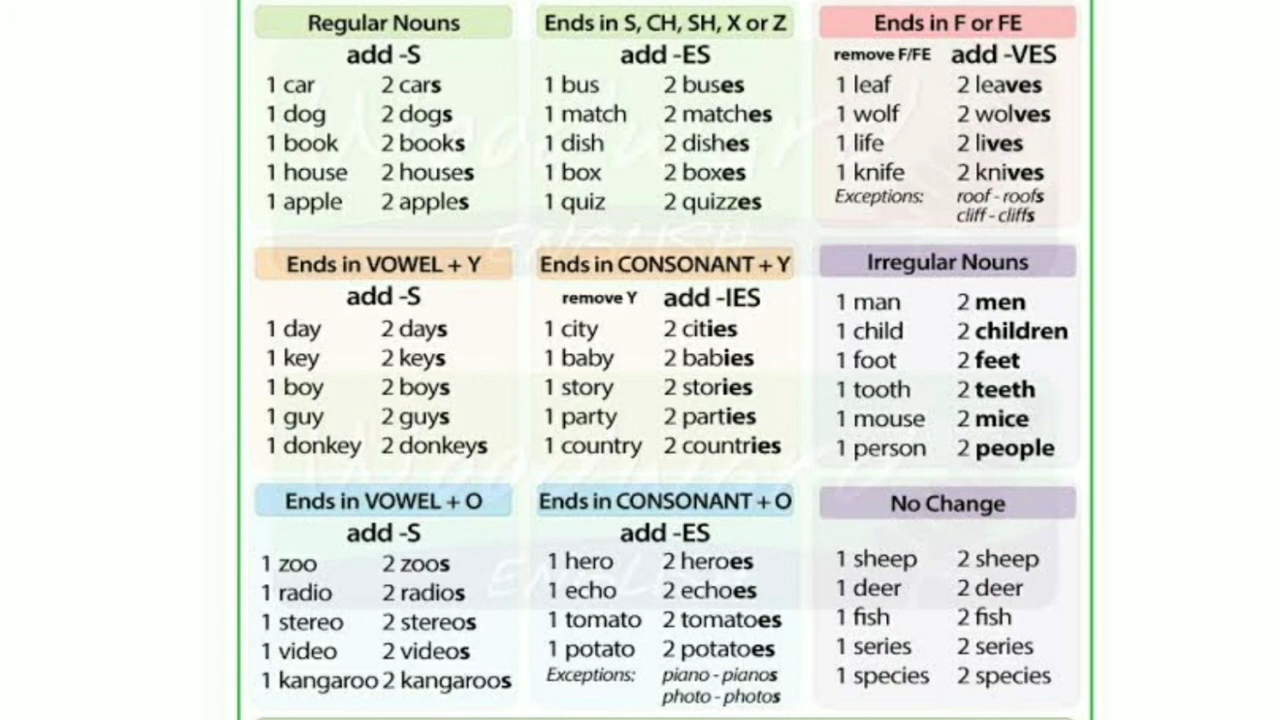 Regular Nouns
add -S
1 car 2 cars
1 dog 2 dogs
1 book 2 books
1 house 2 houses
1 apple 2 apples
Ends in S, CH, SH, X or Z
add -ES
1 bus 2 buses
1 match 2 matches
1 dish 2 dishes
1 box 2 boxes
1 quiz 2 quizzes
Ends in F or FE
remove F/FE add -VES
1 leaf 2 leaves
1 wolf 2 wolves
1 life 2 lives
1 knife 2 knives
Exceptions: roof - roofs
cliff - cliffs
Ends in VOWEL + Y
add -S
1 day 2 days
1 key 2 keys
1 boy 2 boys
1 guy 2 guys
1 donkey 2 donkeys
Ends in CONSONANT + Y
remove Y add -IES
1 city 2 cities
1 baby 2 babies
1 story 2 stories
1 party 2 parties
1 country 2 countries
Irregular Nouns
1 man 2 men
1 child 2 children
1 foot 2 feet
1 tooth 2 teeth
1 mouse 2 mice
1 person 2 people
Ends in VOWEL + O
add -S
1 zoo 2 zoos
1 radio 2 radios
1 stereo 2 stereos
1 video 2 videos
1 kangaroo 2 kangaroos
Ends in CONSONANT + O
add -ES
1 hero 2 heroes
1 echo 2 echoes
1 tomato 2 tomatoes
1 potato 2 potatoes
Exceptions: piano - pianos
photo - photos
No Change
1 sheep 2 sheep
1 deer 2 deer
1 fish 2 fish
1 series 2 series
1 species 2 species
ENGLISH
ENGLISH